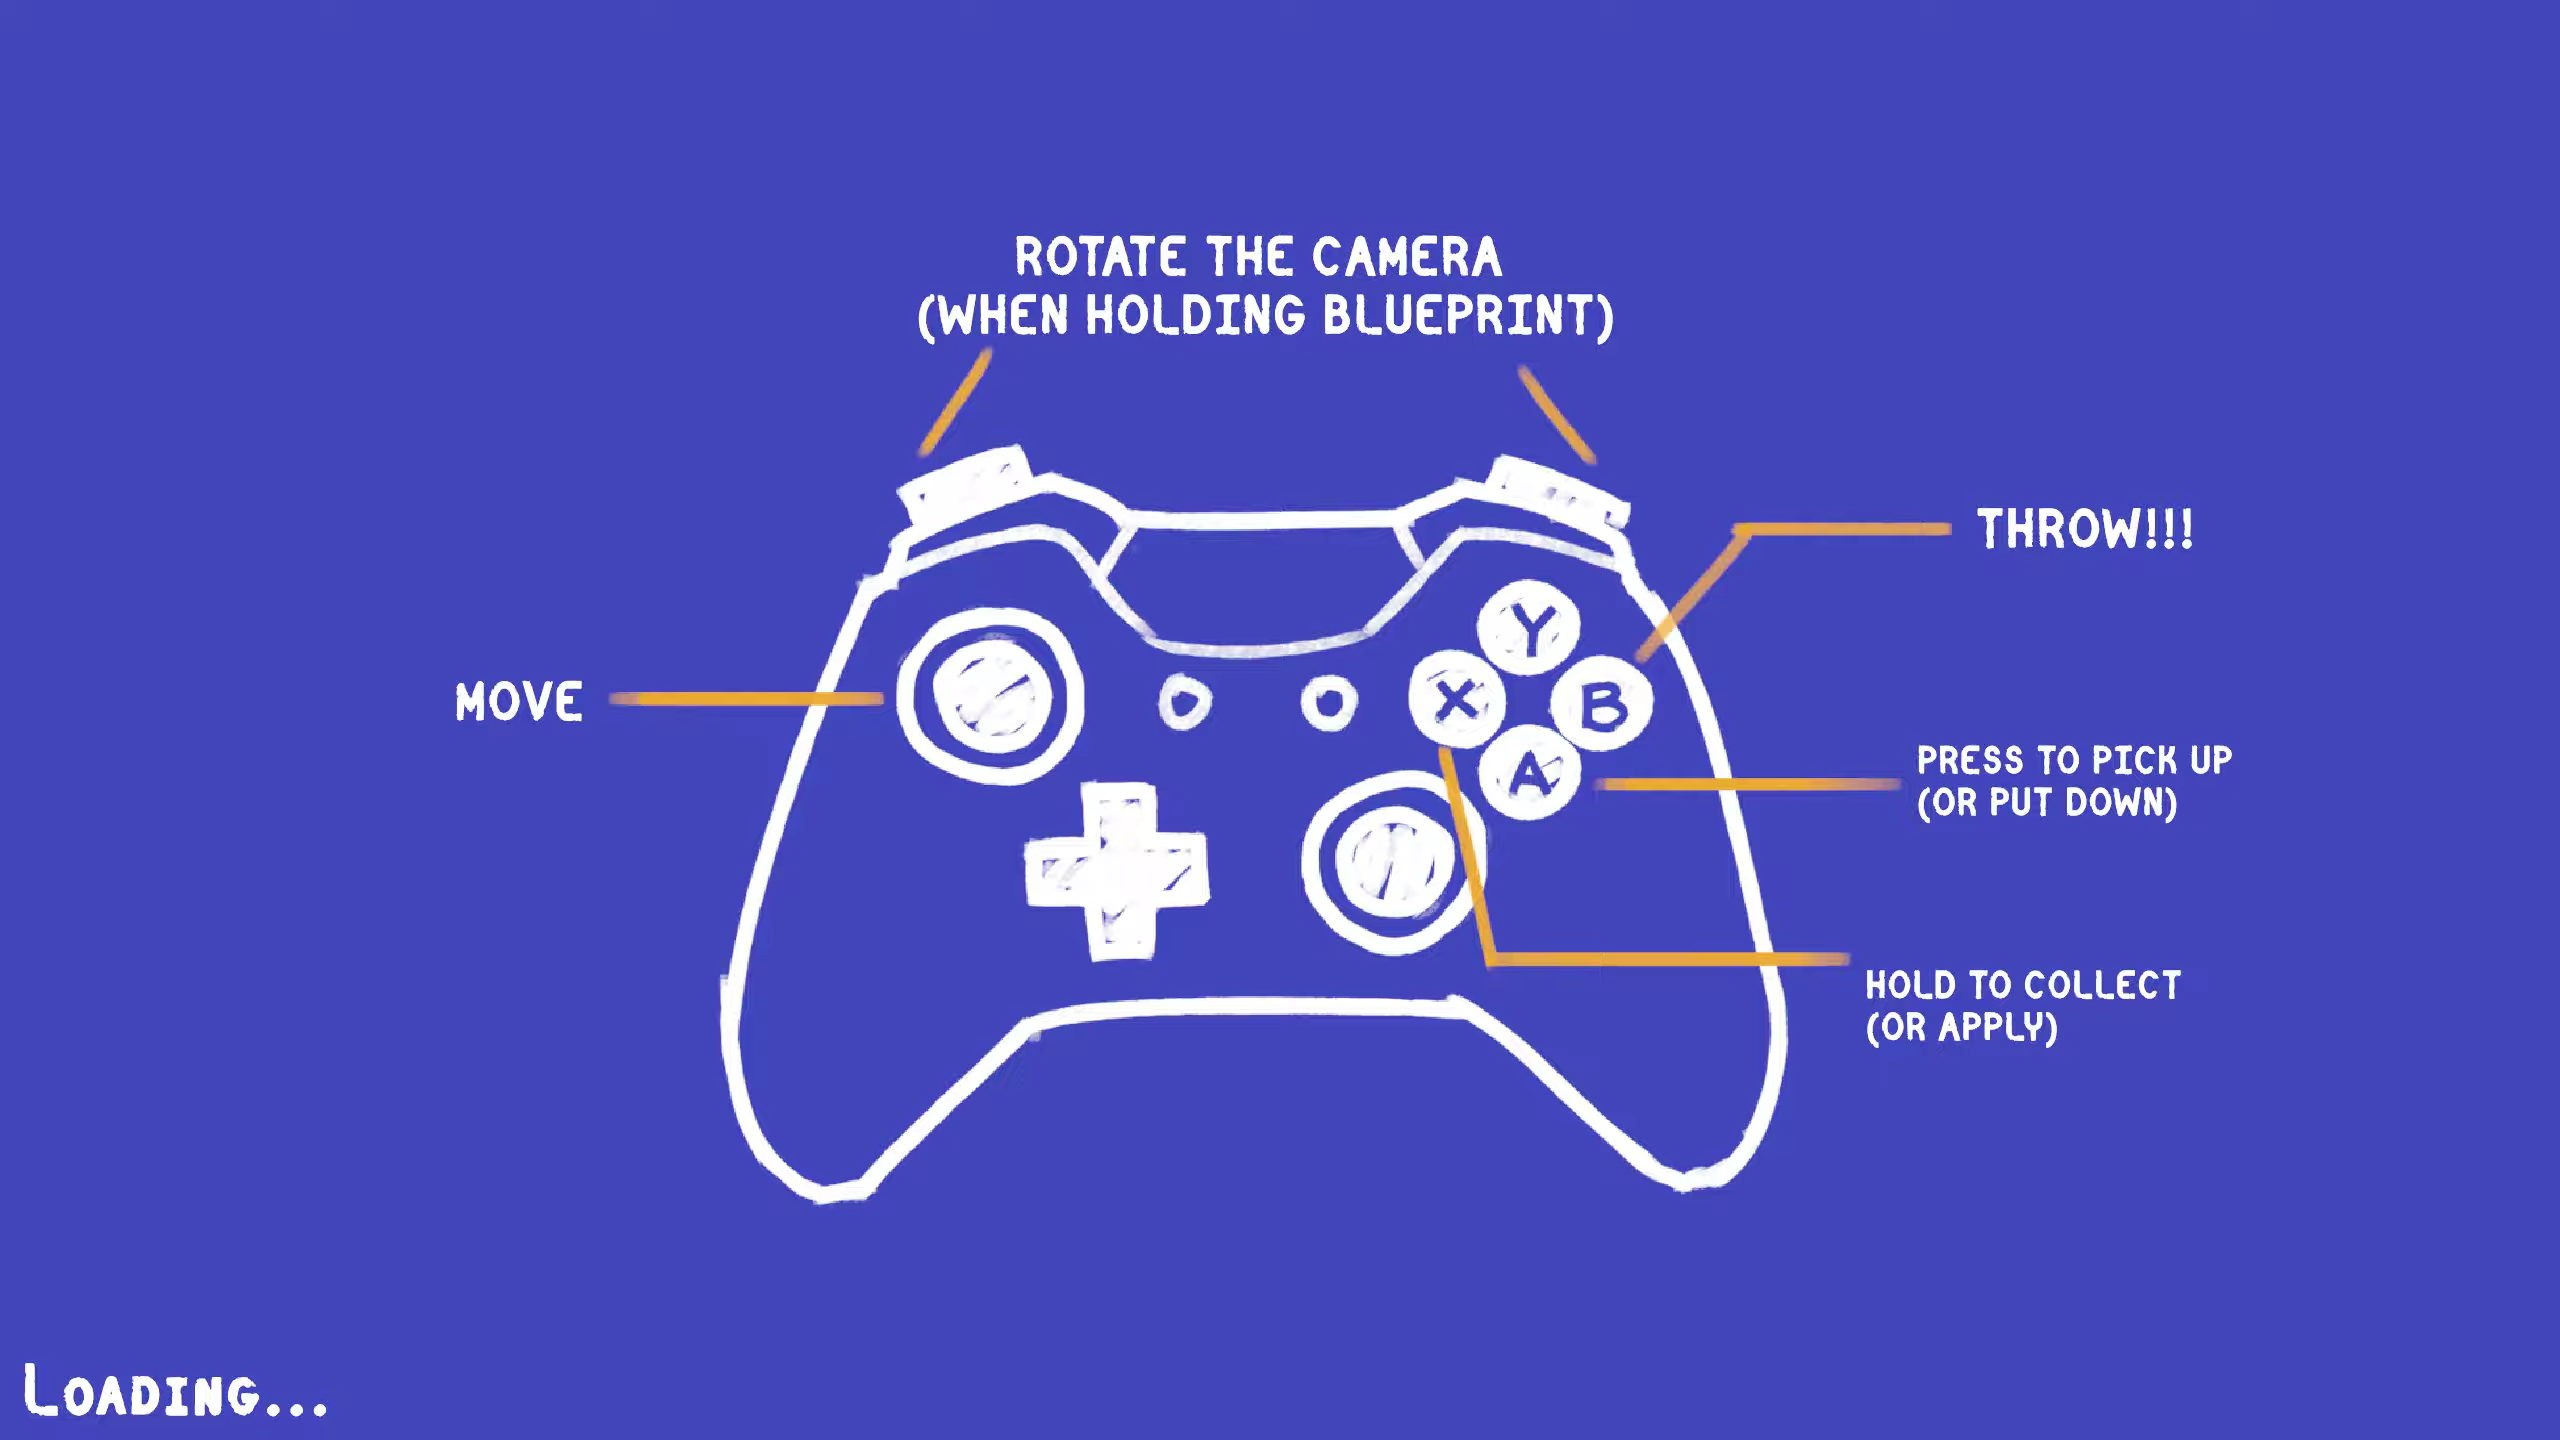 ROTATE THE CAMERA
(WHEN HOLDING BLUEPRINT)
THROW!!!
Y
X
B
MOVE
A
PRESS TO PICK UP
(OR PUT DOWN)
HOLD TO COLLECT
(OR APPLY)
LOADING...